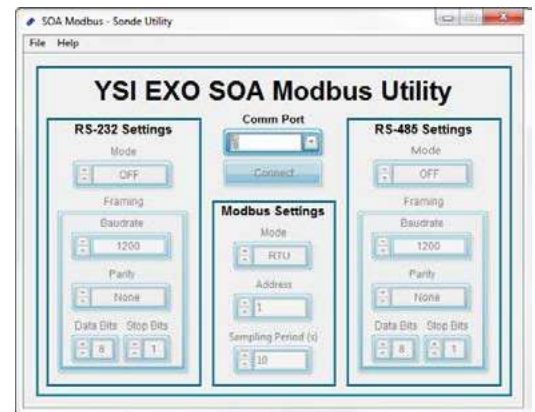 SOA Modbus - Sonde Utility
File Help
YSI EXO SOA Modbus Utility
RS-232 Settings
Mode
OFF
Framing
Baudrate
1200
Parity
None
Data Bits Stop Bits
8 1
Comm Port
Connect
Modbus Settings
Mode
RTU
Address
1
Sampling Period (s)
10
RS-485 Settings
Mode
OFF
Framing
Baudrate
1200
Parity
None
Data Bits Stop Bits
8 1